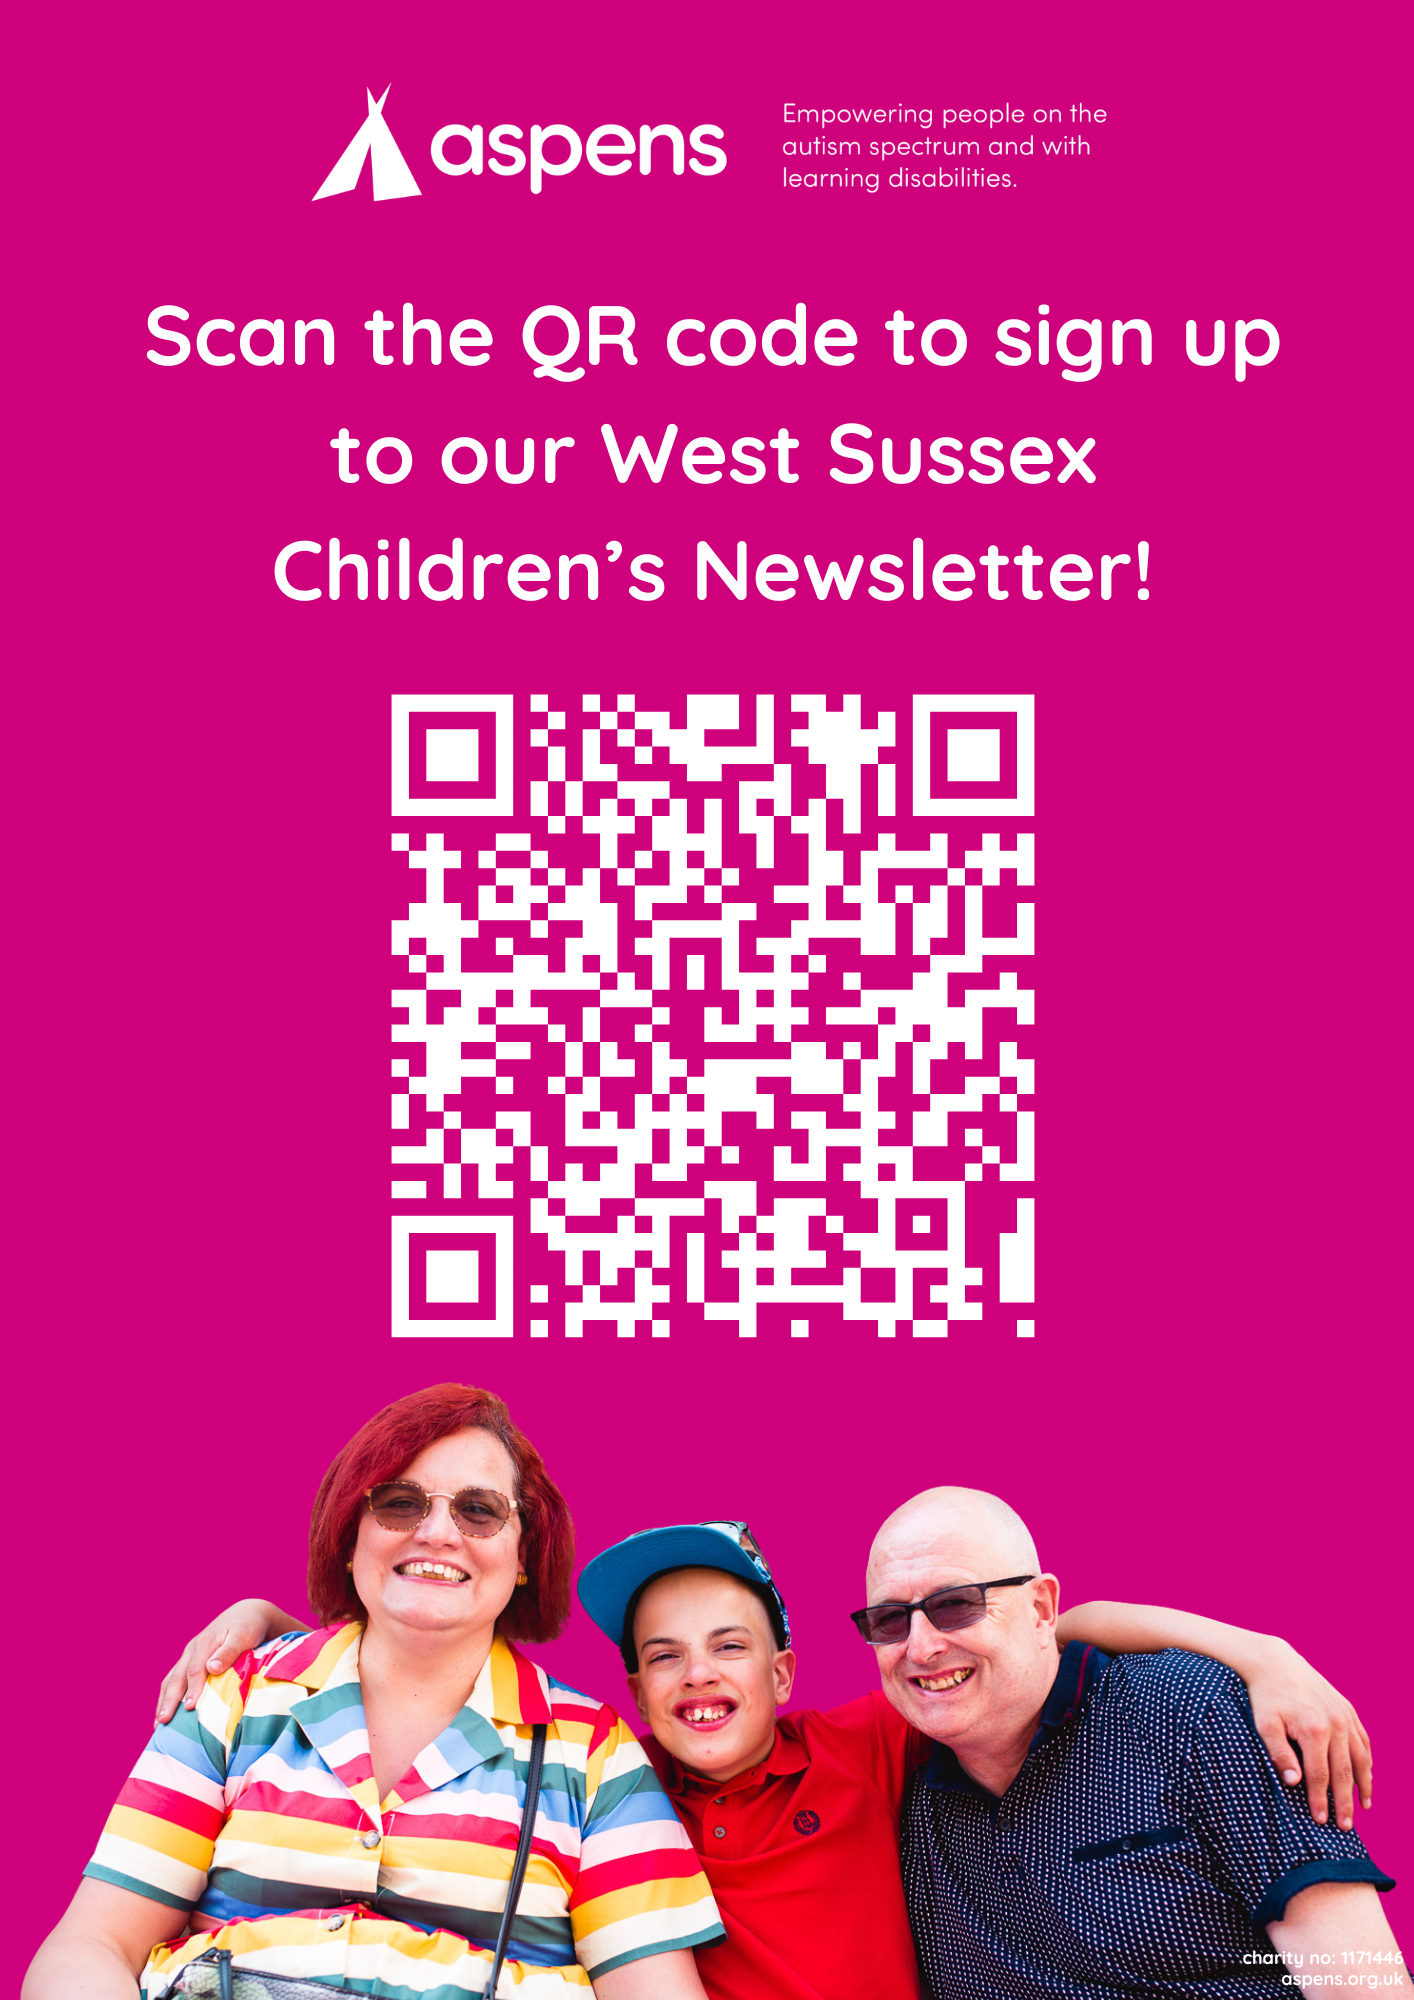 aspens
Empowering people on the
autism spectrum and with
learning disabilities.
Scan the QR code to sign up
to our West Sussex
Children’s Newsletter!
charity no: 1171446
aspens.org.uk